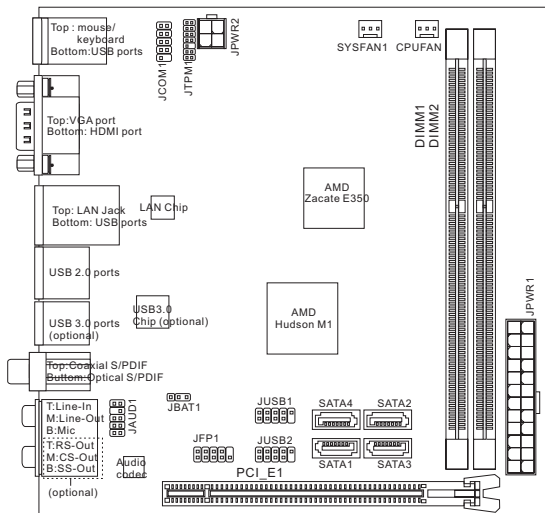 Top : mouse/
keyboard
Bottom:USB ports
JCOM1
JTPM1
JPWR2
SYSFAN1
CPUFAN
Top:VGA port
Bottom: HDMI port
DIMM1
DIMM2
AMD
Zacate E350
Top: LAN Jack
Bottom: USB ports
LAN Chip
USB 2.0 ports
USB 3.0 ports
(optional)
USB3.0
Chip (optional)
AMD
Hudson M1
JPWR1
Top:Coaxial S/PDIF
Buttom:Optical S/PDIF
T:Line-In
M:Line-Out
B:Mic
T:RS-Out
M:CS-Out
B:SS-Out
(optional)
JAUD1
Audio
codec
JBAT1
JFP1
JUSB1
JUSB2
SATA4
SATA2
SATA1
SATA3
PCI_E1